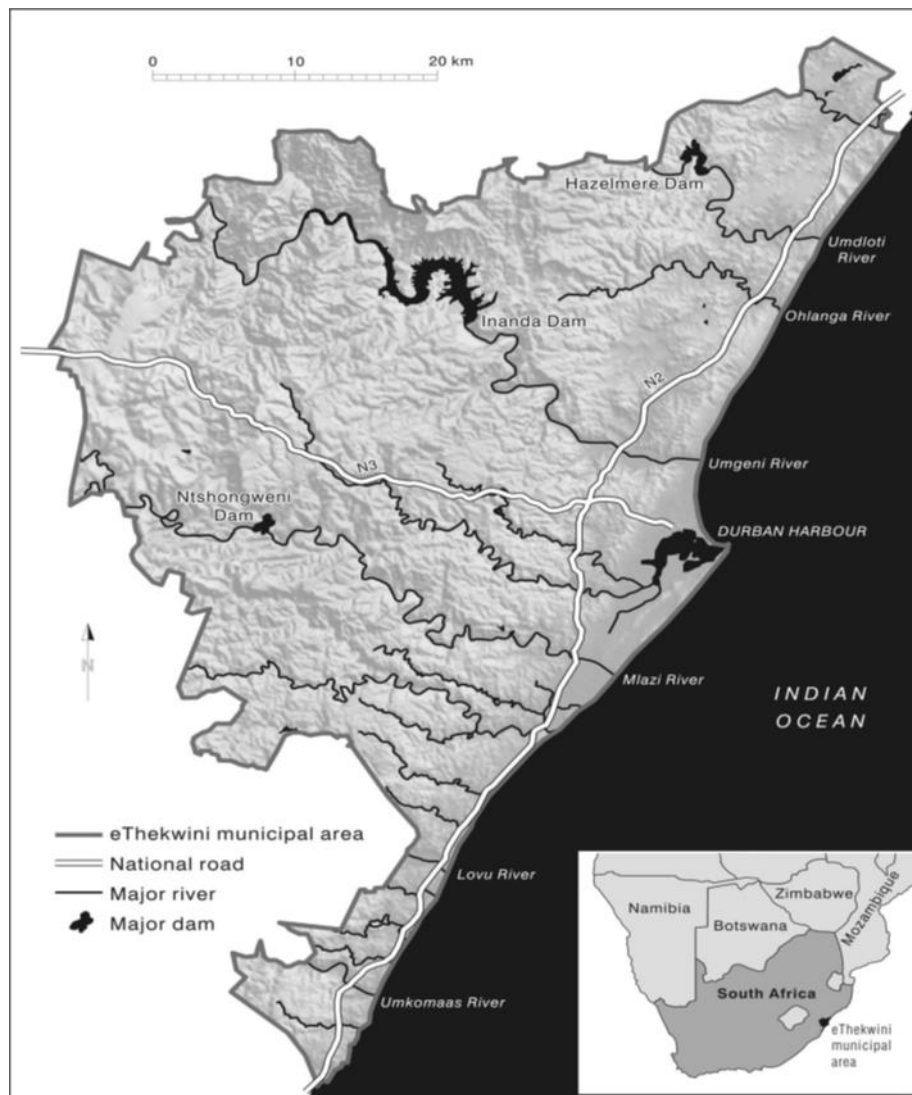 0 10 20 km
Hazelmere Dam
Umdloti
River
Inanda Dam
Ohlanga River
N2
N3
Umgeni River
Ntshongweni
Dam
DURBAN HARBOUR
N
Mlazi River
INDIAN
OCEAN
eThekwini municipal area
National road
Major river
Major dam
Lovu River
Umkomaas River
Namibia
Zimbabwe
Botswana
Mozambique
South Africa
eThekwini
municipal
area